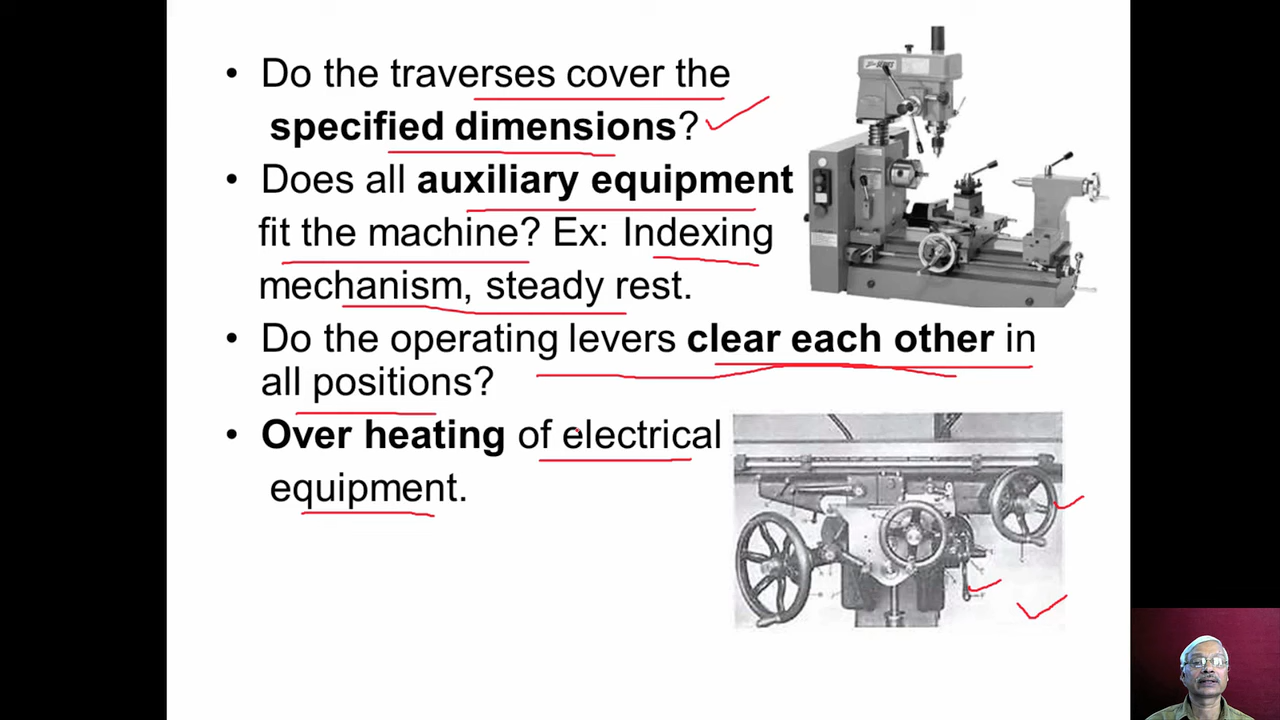 • Do the traverses cover the
specified dimensions?
• Does all auxiliary equipment
fit the machine? Ex: Indexing
mechanism, steady rest.
• Do the operating levers clear each other in
all positions?
• Over heating of electrical
equipment.